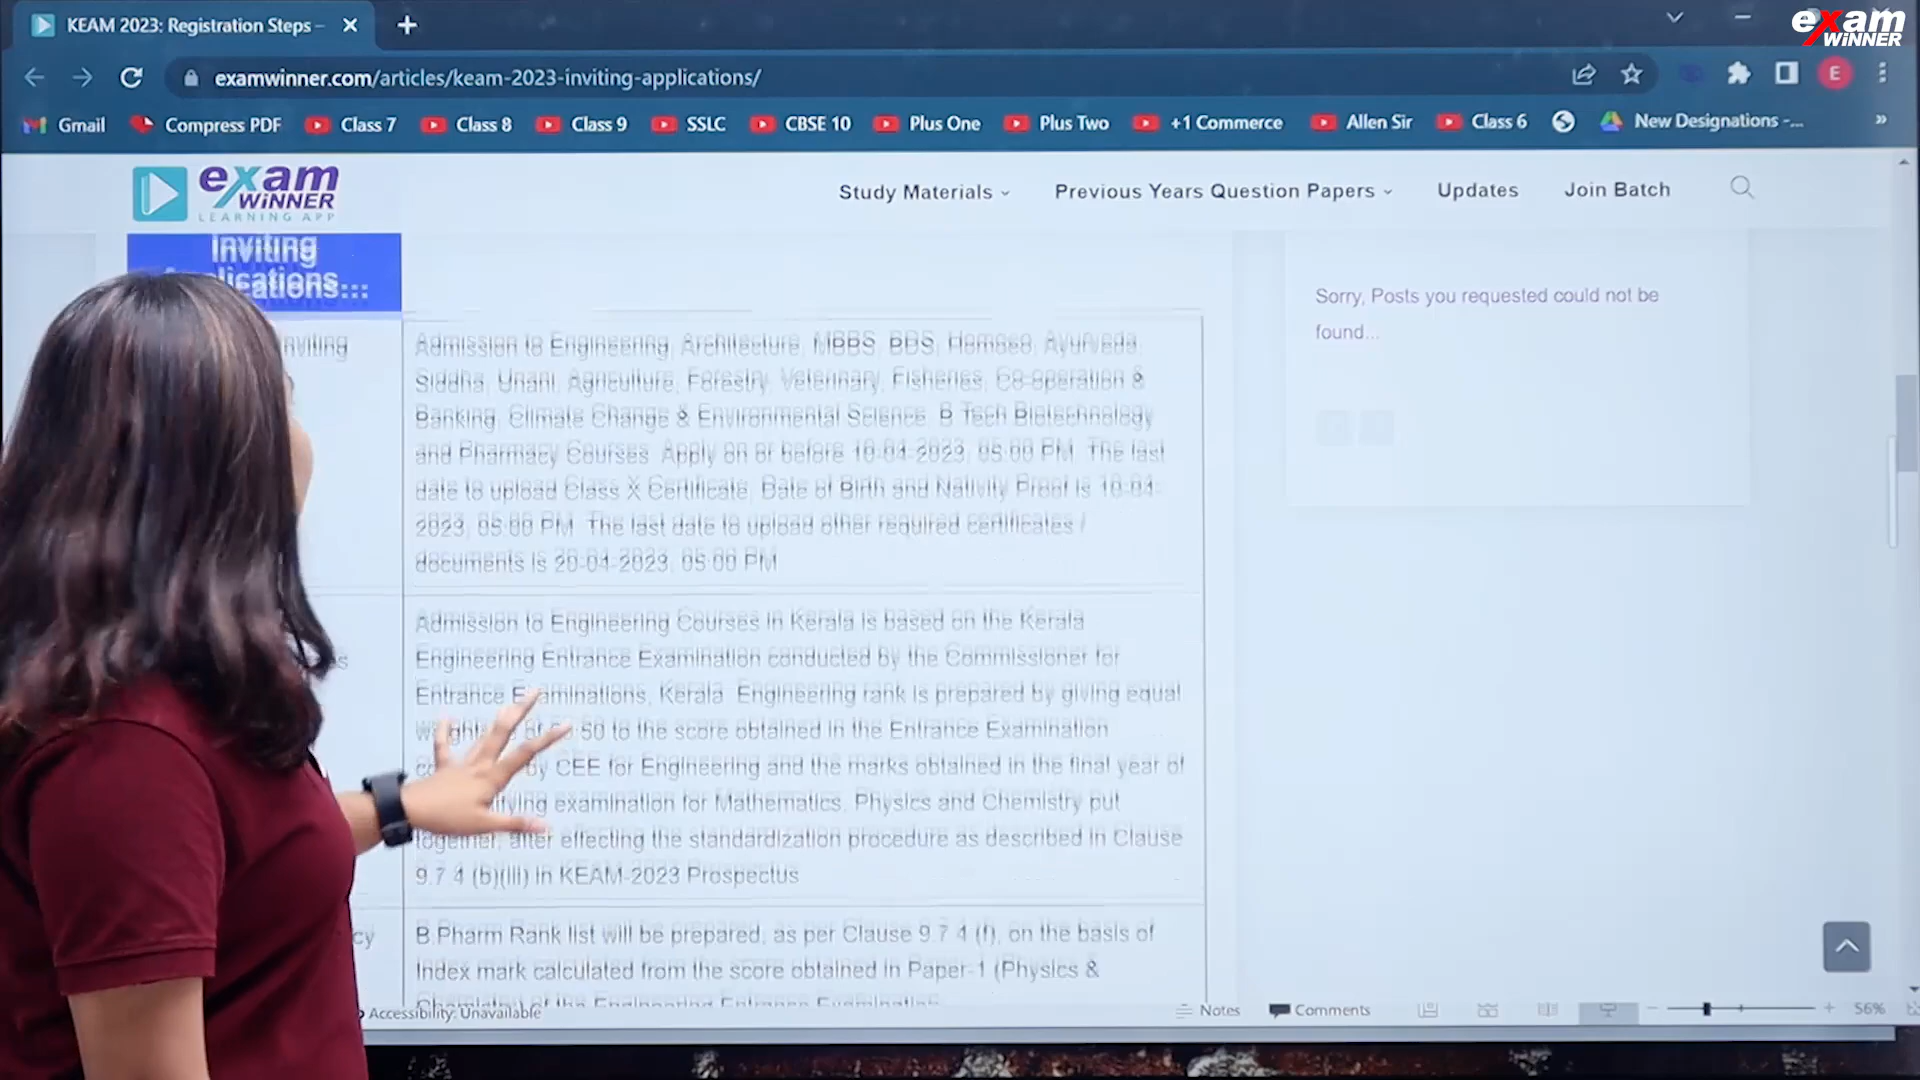 KEAM 2023: Registration Steps –
exam
WiNNER
examwinner.com/articles/keam-2023-inviting-applications/
E
Gmail
Compress PDF
Class 7
Class 8
Class 9
SSLC
CBSE 10
Plus One
Plus Two
+1 Commerce
Allen Sir
Class 6
New Designations -...
»
exam
WiNNER
LEARNING APP
Study Materials
Previous Years Question Papers
Updates
Join Batch
Inviting
Applications...
Inviting
Admission to Engineering, Architecture, MBBS, BDS, Homoeo, Ayurveda,
Siddha, Unani, Agriculture, Forestry, Veterinary, Fisheries, Co-operation &
Banking, Climate Change & Environmental Science, B Tech Biotechnology
and Pharmacy Courses. Apply on or before 10-04-2023, 05:00 PM. The last
date to upload Class X Certificate, Date of Birth and Nativity Proof is 10-04-
2023, 05:00 PM. The last date to upload other required certificates /
documents is 20-04-2023, 05:00 PM
Sorry, Posts you requested could not be
found...
Admission to Engineering Courses in Kerala is based on the Kerala
Engineering Entrance Examination conducted by the Commissioner for
Entrance Examinations, Kerala. Engineering rank is prepared by giving equal
50 to the score obtained in the Entrance Examination
by CEE for Engineering and the marks obtained in the final year of
examination for Mathematics, Physics and Chemistry put
together, after effecting the standardization procedure as described in Clause
9.7.4 (b)(iii) in KEAM-2023 Prospectus
cy
B.Pharm Rank list will be prepared, as per Clause 9.7.4 (f), on the basis of
Index mark calculated from the score obtained in Paper-1 (Physics &
Chemistry) of the Engineering Entrance Examination
Accessibility: Unavailable
Notes
Comments
56%